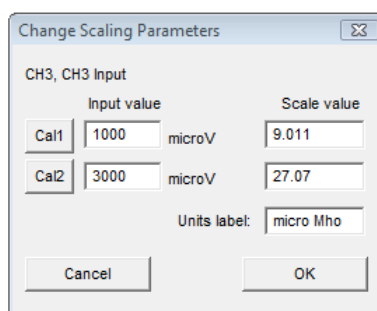 Change Scaling Parameters
CH3, CH3 Input
Input value Scale value
Cal1 1000 microV 9.011
Cal2 3000 microV 27.07
Units label: micro Mho
Cancel OK